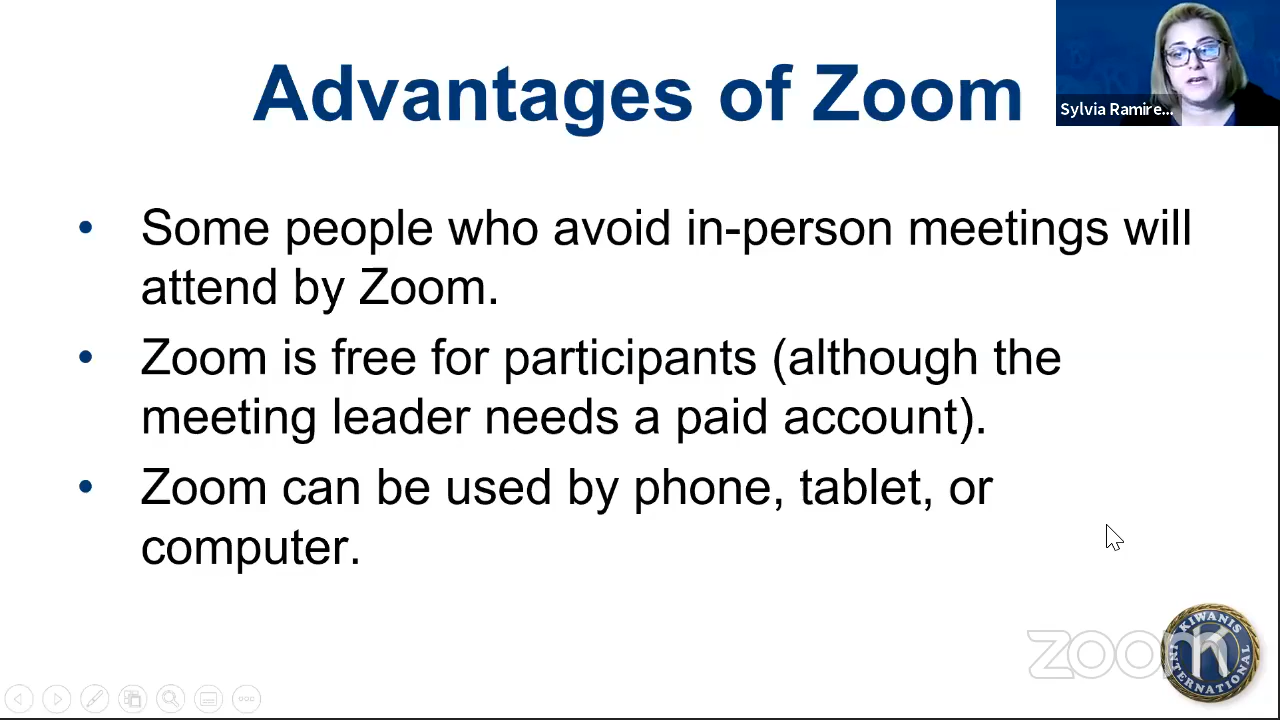 Advantages of Zoom
Sylvia Ramire...
• Some people who avoid in-person meetings will
attend by Zoom.
• Zoom is free for participants (although the
meeting leader needs a paid account).
• Zoom can be used by phone, tablet, or
computer.
zoom
KIWANIS
INTERNATIONAL
K